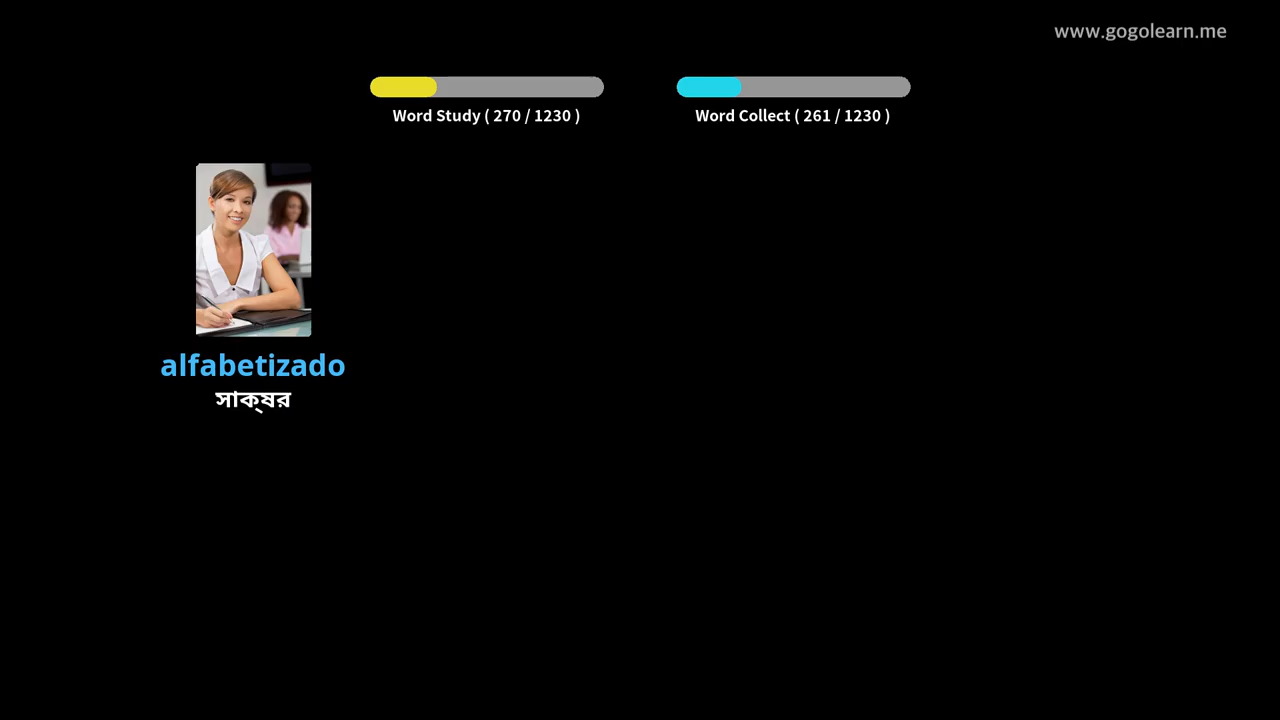 www.gogolearn.me
Word Study ( 270 / 1230 )
Word Collect ( 261 / 1230 )
alfabetizado
সাক্ষর